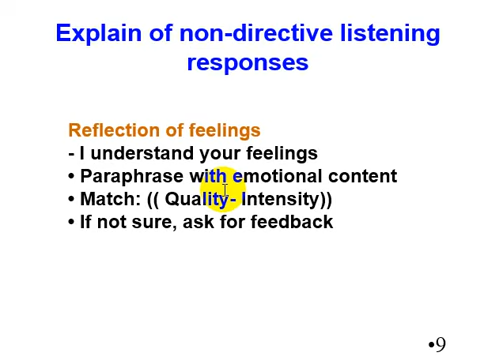 Explain of non-directive listening
responses
Reflection of feelings
- I understand your feelings
• Paraphrase with emotional content
• Match: (( Quality- Intensity))
• If not sure, ask for feedback
•9